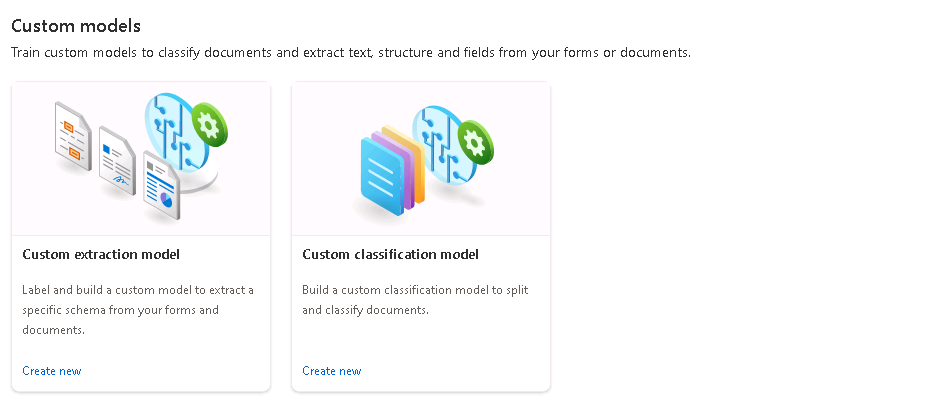 Custom models
Train custom models to classify documents and extract text, structure and fields from your forms or documents.
Custom extraction model
Label and build a custom model to extract a
specific schema from your forms and
documents.
Create new
Custom classification model
Build a custom classification model to split
and classify documents.
Create new